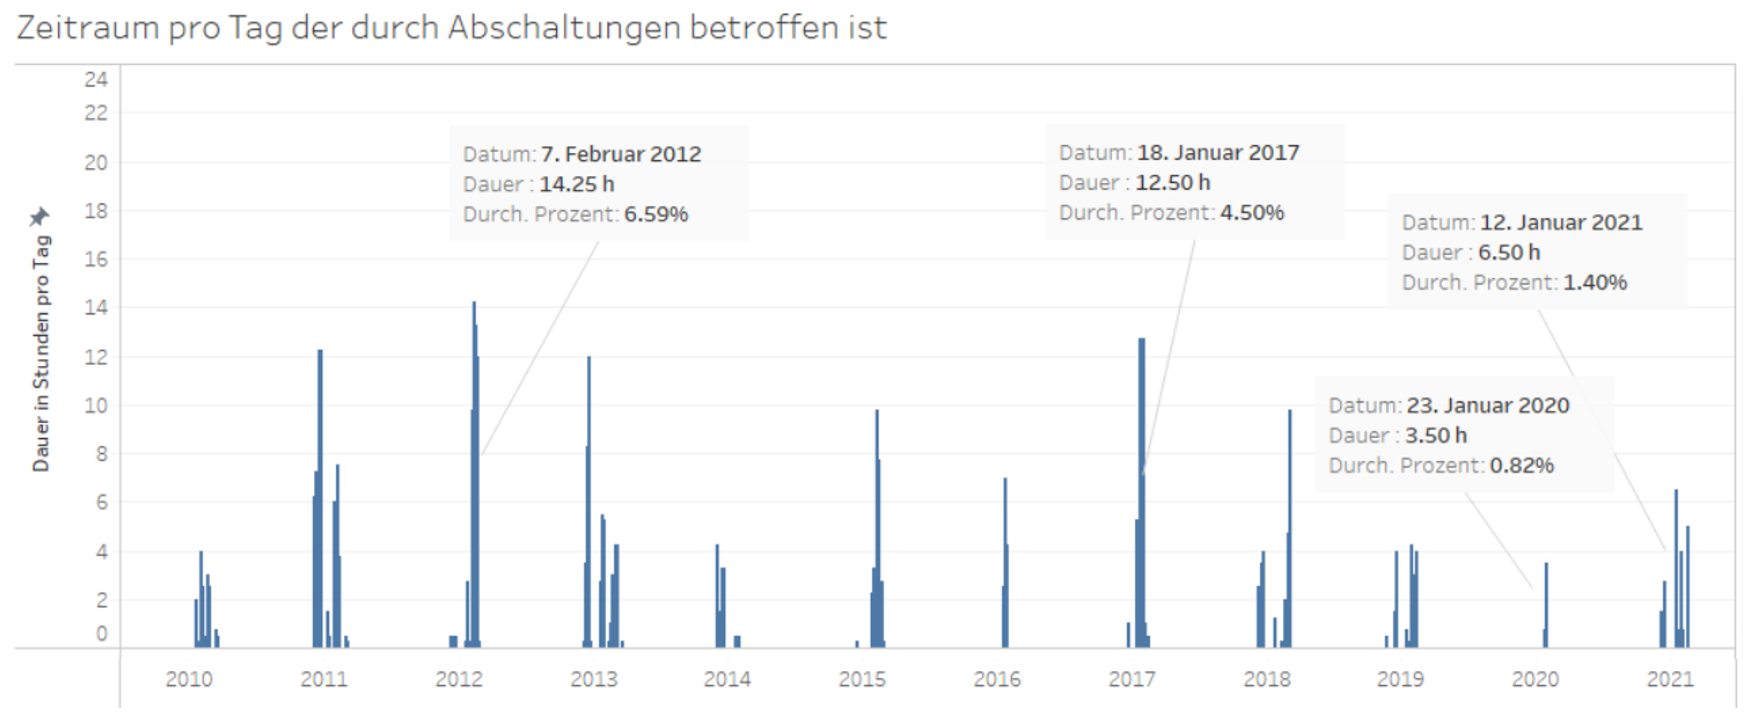 Zeitraum pro Tag der durch Abschaltungen betroffen ist
Dauer in Stunden pro Tag
24
22
20
18
16
14
12
10
8
6
4
2
0
Datum: 7. Februar 2012
Dauer : 14.25 h
Durch. Prozent: 6.59%
Datum: 18. Januar 2017
Dauer : 12.50 h
Durch. Prozent: 4.50%
Datum: 12. Januar 2021
Dauer : 6.50 h
Durch. Prozent: 1.40%
Datum: 23. Januar 2020
Dauer : 3.50 h
Durch. Prozent: 0.82%
2010 2011 2012 2013 2014 2015 2016 2017 2018 2019 2020 2021